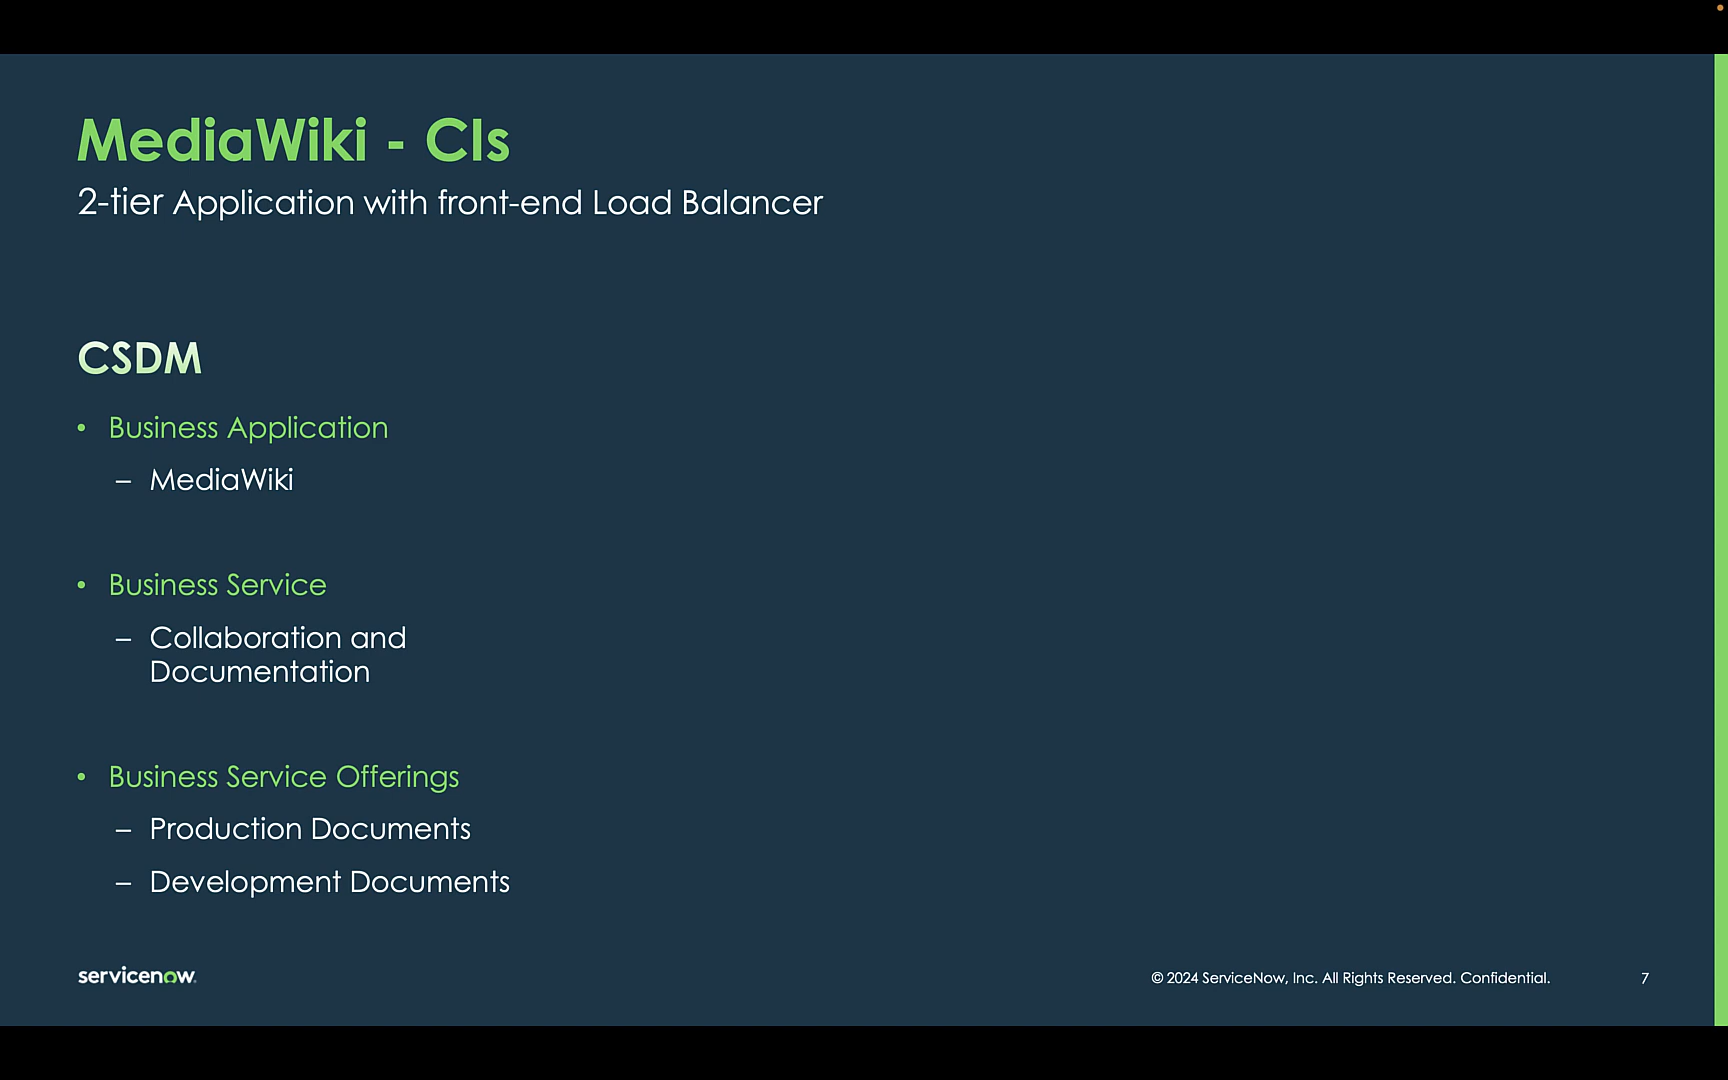 MediaWiki - CIs
2-tier Application with front-end Load Balancer
CSDM
• Business Application
– MediaWiki
• Business Service
– Collaboration and
Documentation
• Business Service Offerings
– Production Documents
– Development Documents
servicenow.
© 2024 ServiceNow, Inc. All Rights Reserved. Confidential.
7